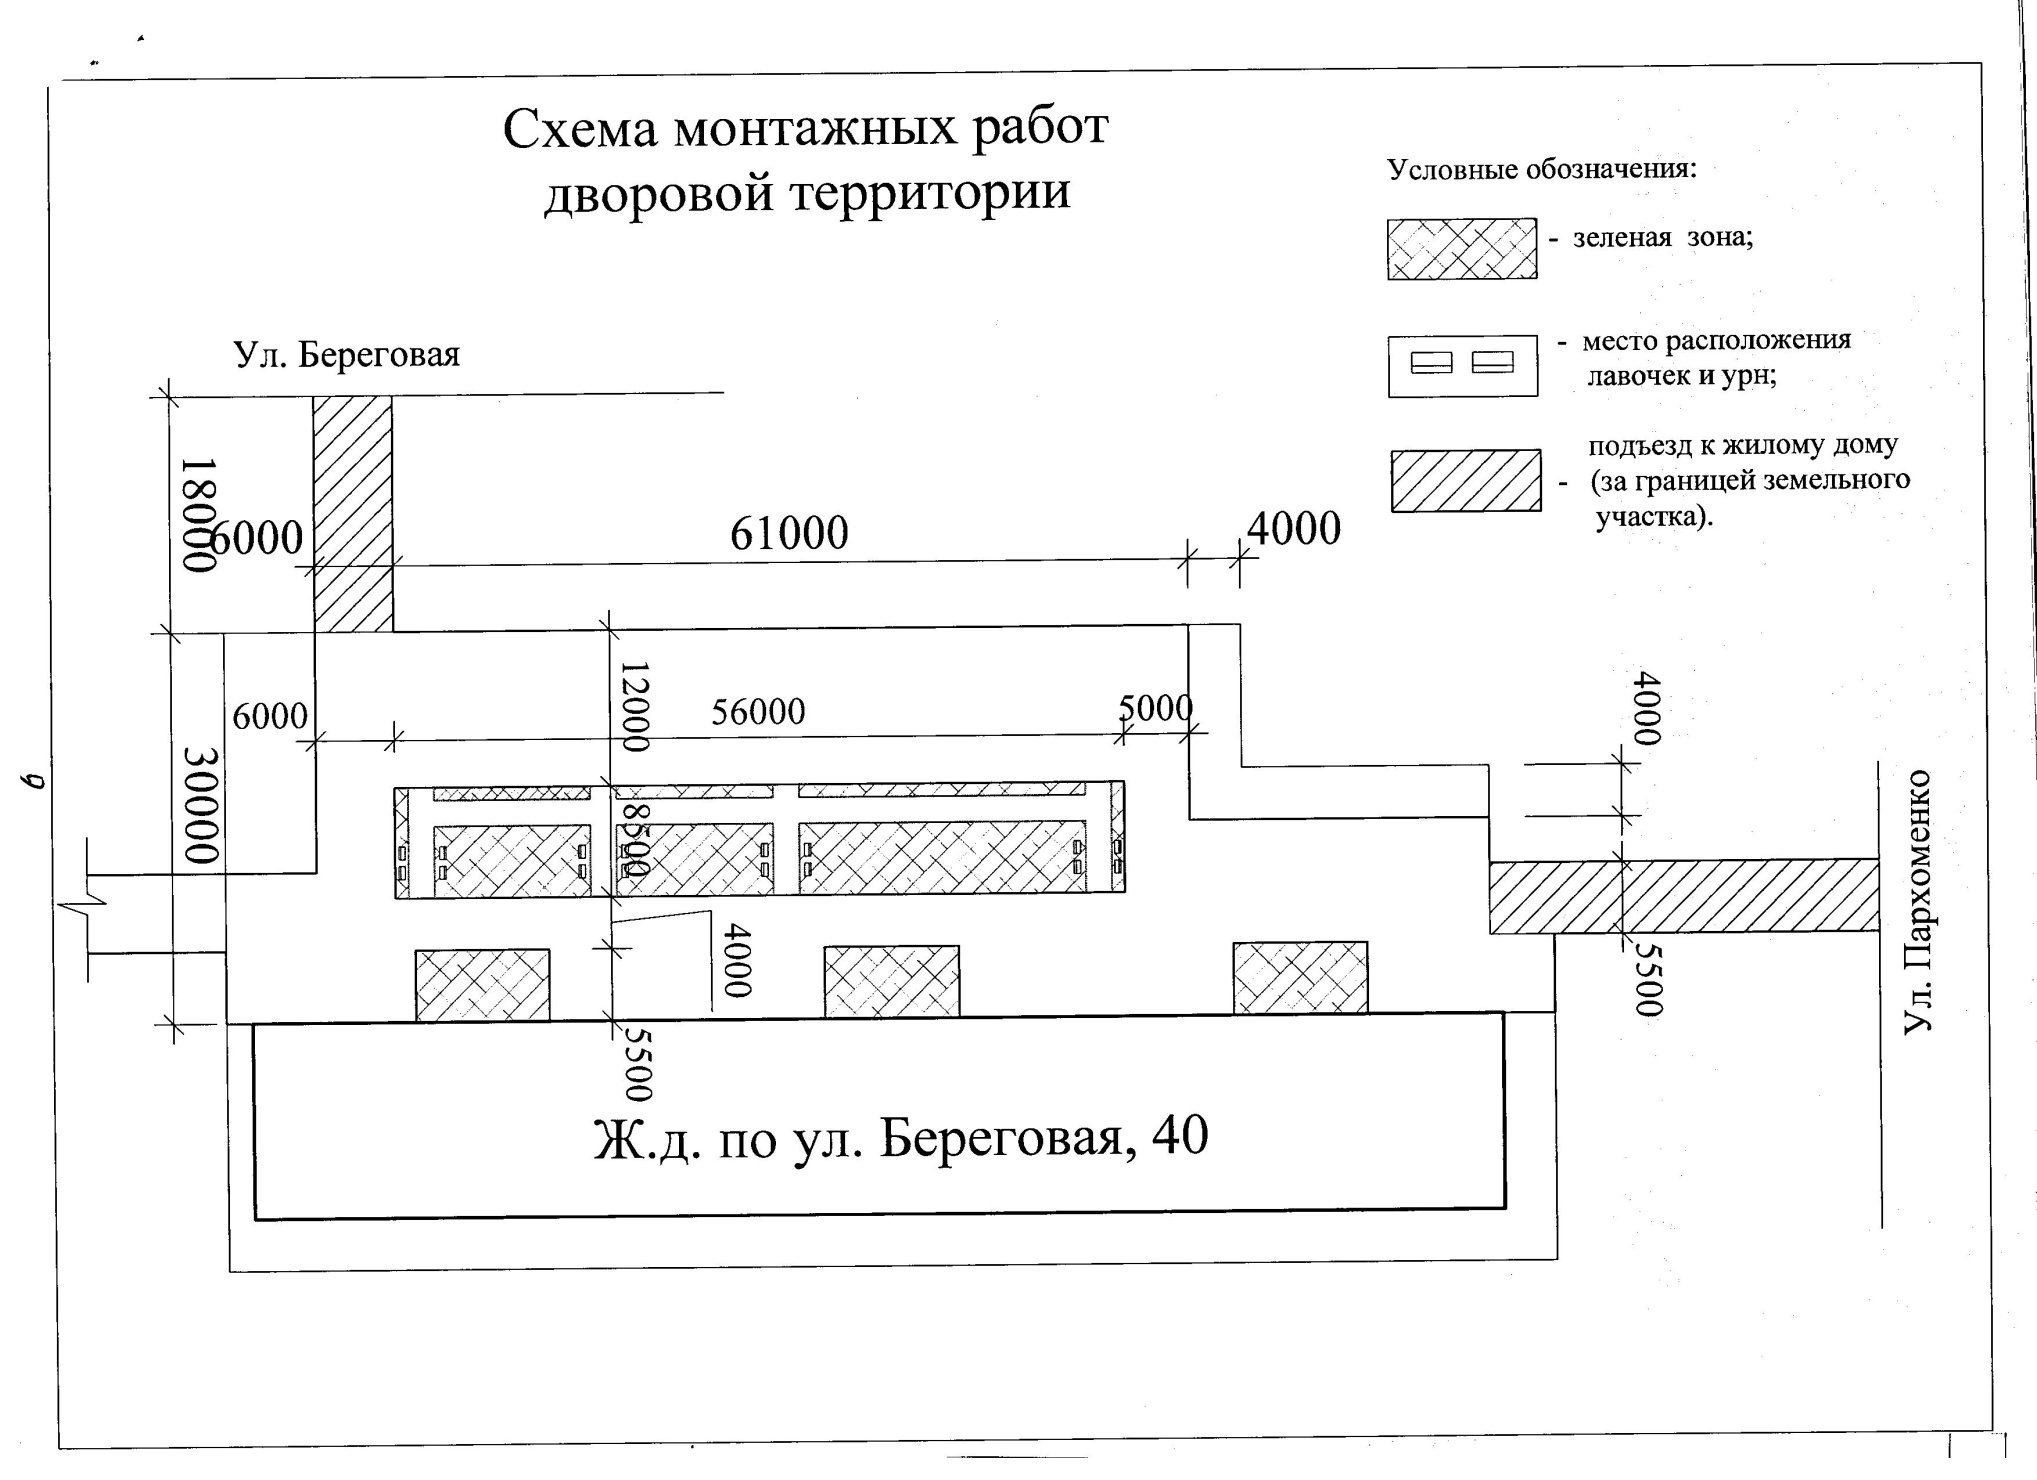 Схема монтажных работ
дворовой территории
Условные обозначения:
- зеленая зона;
- место расположения
лавочек и урн;
подъезд к жилому дому
- (за границей земельного
участка).
Ул. Береговая
18000
6000
61000
4000
12000
4000
6000
56000
5000
30000
8500
4000
5500
5500
Ул. Пархоменко
Ж.д. по ул. Береговая, 40